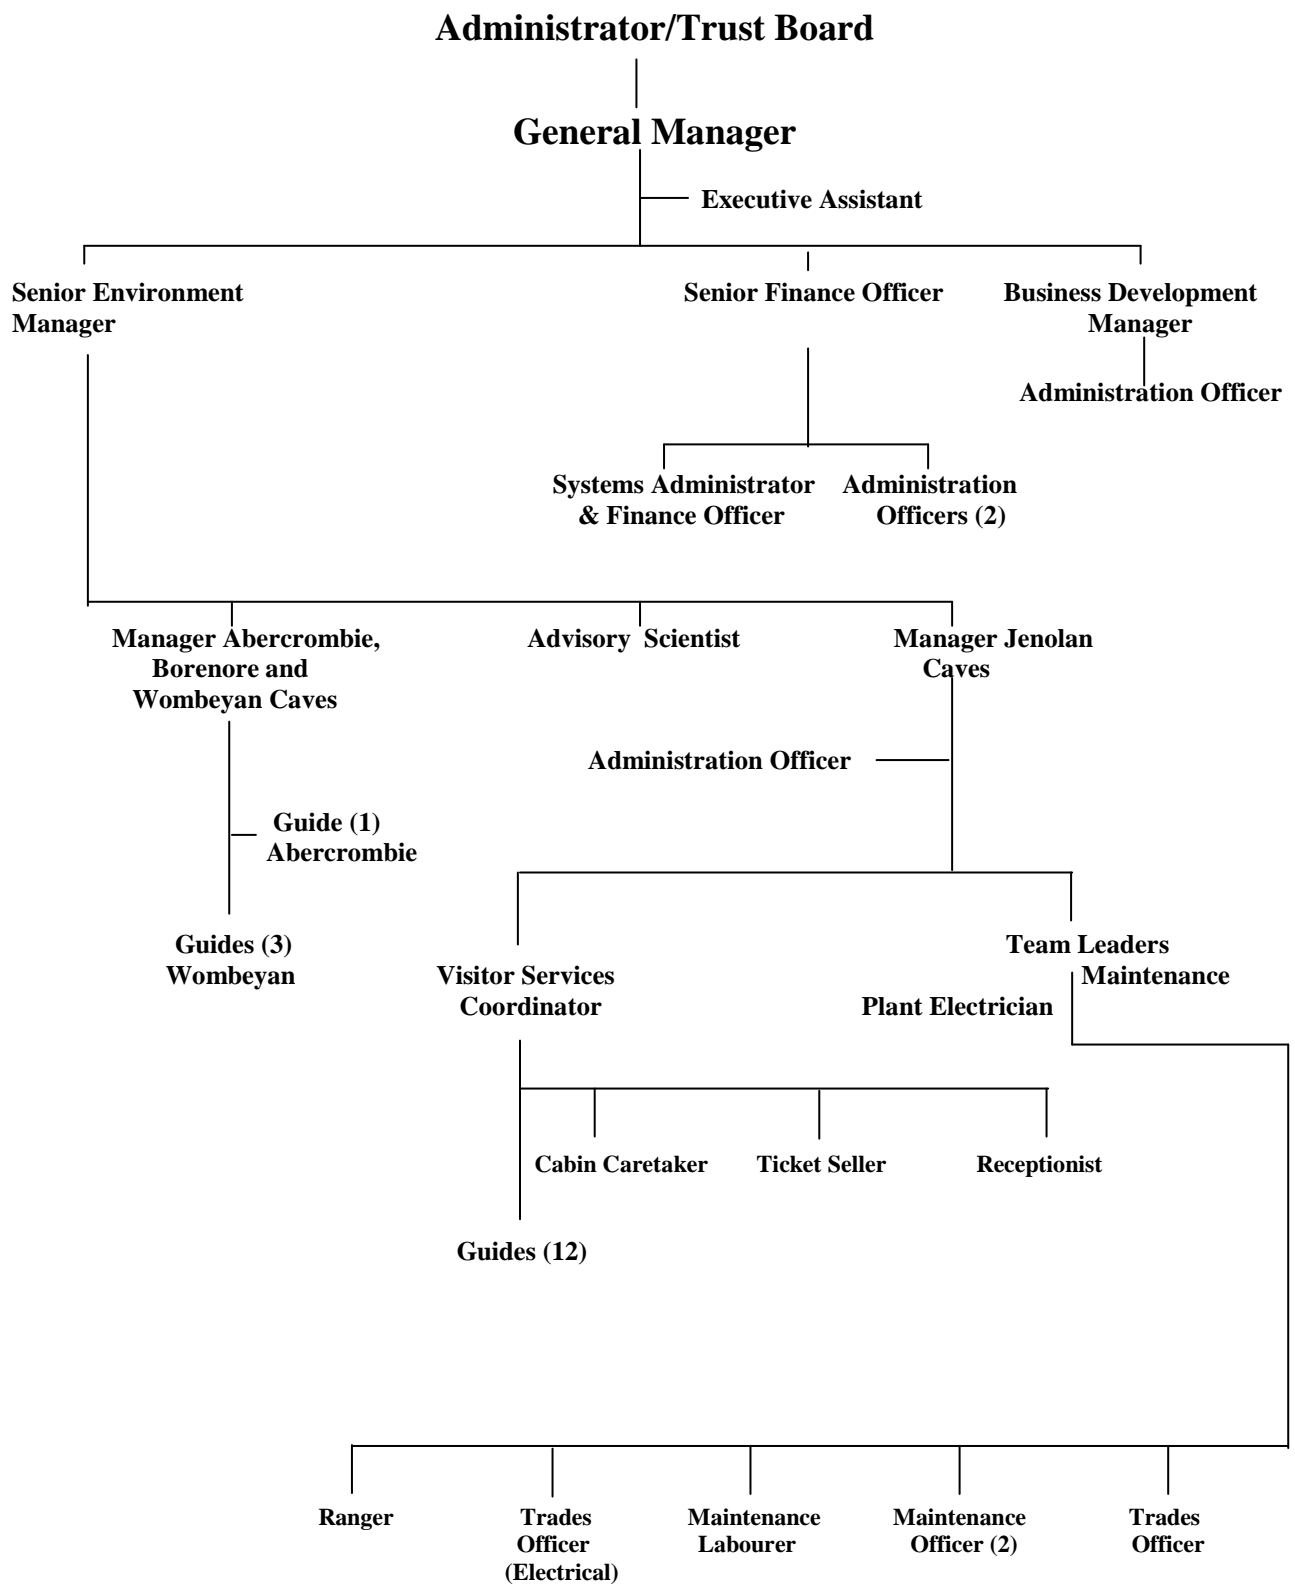 Administrator/Trust Board
General Manager
Executive Assistant
Senior Environment
Manager
Senior Finance Officer
Business Development
Manager
Administration Officer
Systems Administrator
& Finance Officer
Administration
Officers (2)
Manager Abercrombie,
Borenore and
Wombeyan Caves
Advisory Scientist
Manager Jenolan
Caves
Administration Officer
Guide (1)
Abercrombie
Guides (3)
Wombeyan
Visitor Services
Coordinator
Team Leaders
Maintenance
Plant Electrician
Cabin Caretaker
Ticket Seller
Receptionist
Guides (12)
Ranger
Trades
Officer
(Electrical)
Maintenance
Labourer
Maintenance
Officer (2)
Trades
Officer